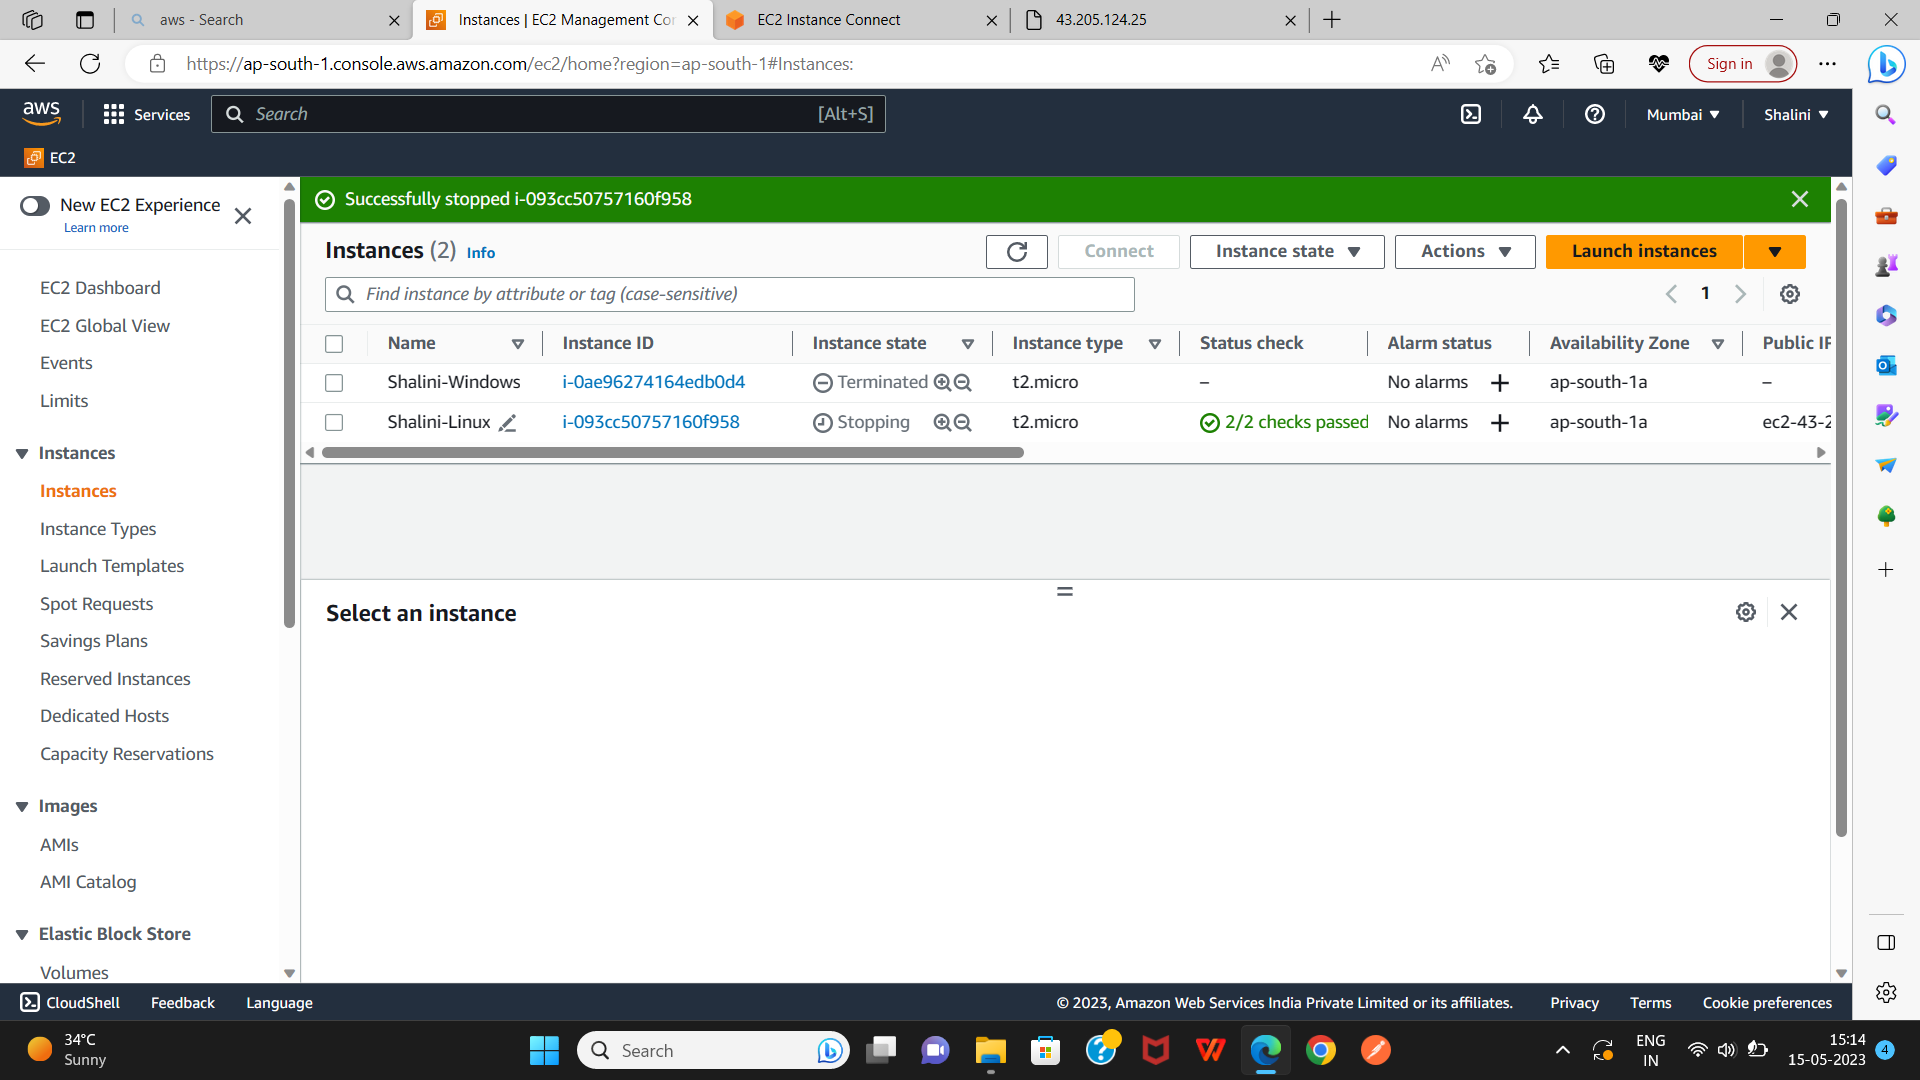 aws - Search
Instances | EC2 Management Con
EC2 Instance Connect
43.205.124.25
https://ap-south-1.console.aws.amazon.com/ec2/home?region=ap-south-1#Instances:
Sign in
aws
Services
Search
[Alt+S]
Mumbai
Shalini
EC2
New EC2 Experience
Learn more
Successfully stopped i-093cc50757160f958
Instances (2) Info
Connect
Instance state
Actions
Launch instances
Find instance by attribute or tag (case-sensitive)
1
Name Instance ID Instance state Instance type Status check Alarm status Availability Zone Public IP
Shalini-Windows i-0ae96274164edb0d4 Terminated t2.micro – No alarms + ap-south-1a –
Shalini-Linux i-093cc50757160f958 Stopping t2.micro 2/2 checks passed No alarms + ap-south-1a ec2-43-2
Select an instance
EC2 Dashboard
EC2 Global View
Events
Limits
Instances
Instances
Instance Types
Launch Templates
Spot Requests
Savings Plans
Reserved Instances
Dedicated Hosts
Capacity Reservations
Images
AMIs
AMI Catalog
Elastic Block Store
Volumes
CloudShell
Feedback
Language
© 2023, Amazon Web Services India Private Limited or its affiliates.
Privacy
Terms
Cookie preferences
34°C
Sunny
Search
ENG
IN
15:14
15-05-2023
4